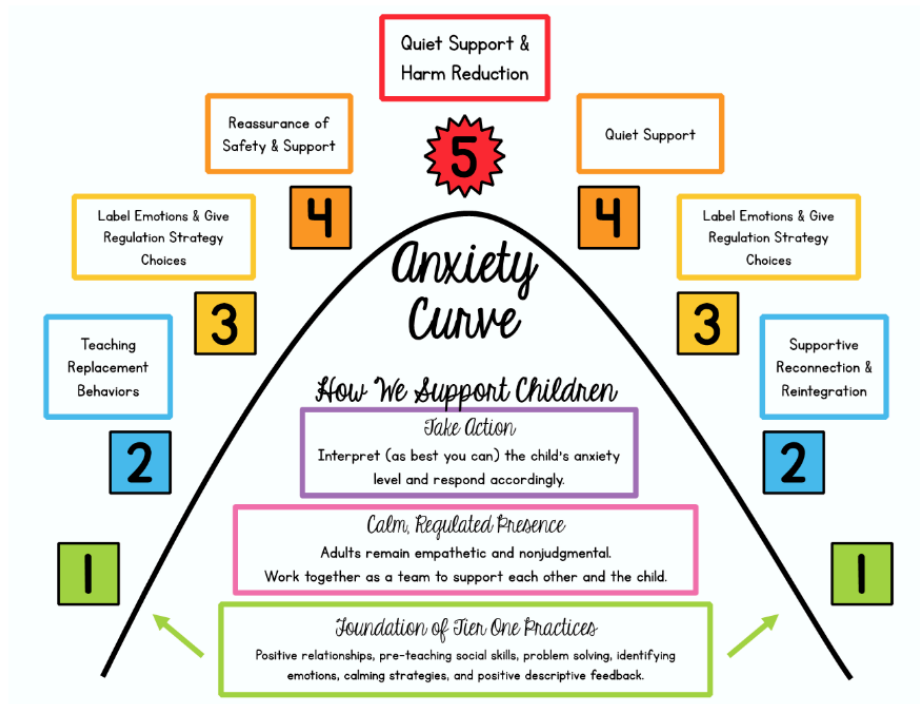 Quiet Support &
Harm Reduction
Reassurance of
Safety & Support
5
Quiet Support
4
4
Label Emotions & Give
Regulation Strategy
Choices
Label Emotions & Give
Regulation Strategy
Choices
Anxiety
Curve
3
3
Teaching
Replacement
Behaviors
Supportive
Reconnection &
Reintegration
How We Support Children
Take Action
Interpret (as best you can) the child's anxiety
level and respond accordingly.
2
2
Calm, Regulated Presence
Adults remain empathetic and nonjudgmental.
Work together as a team to support each other and the child.
1
1
Foundation of Tier One Practices
Positive relationships, pre-teaching social skills, problem solving, identifying
emotions, calming strategies, and positive descriptive feedback.